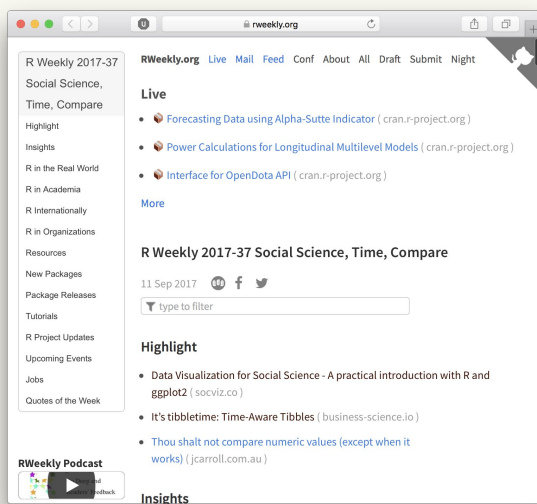 rweekly.org
R Weekly 2017-37
Social Science,
Time, Compare
Highlight
Insights
R in the Real World
R in Academia
R Internationally
R in Organizations
Resources
New Packages
Package Releases
Tutorials
R Project Updates
Upcoming Events
Jobs
Quotes of the Week
RWeekly Podcast
and
Feedback
RWeekly.org Live Mail Feed Conf About All Draft Submit Night
Live
Forecasting Data using Alpha-Sutte Indicator ( cran.r-project.org )
Power Calculations for Longitudinal Multilevel Models ( cran.r-project.org )
Interface for OpenDota API ( cran.r-project.org )
More
R Weekly 2017-37 Social Science, Time, Compare
11 Sep 2017
type to filter
Highlight
Data Visualization for Social Science - A practical introduction with R and
ggplot2 ( socviz.co )
It's tibbletime: Time-Aware Tibbles ( business-science.io )
Thou shalt not compare numeric values (except when it
works) ( jcarroll.com.au )
Insights